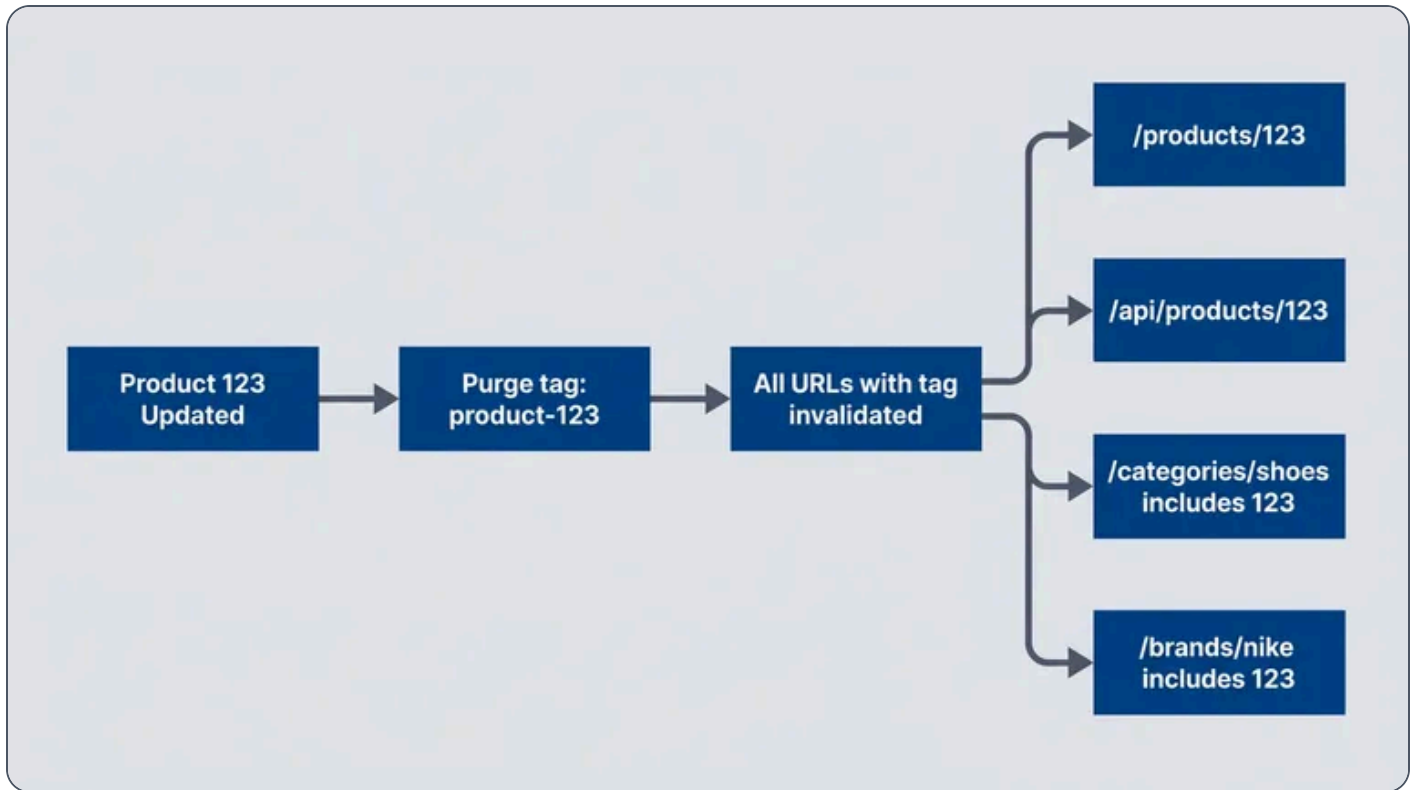 Product 123
Updated
Purge tag:
product-123
All URLs with tag
invalidated
/products/123
/api/products/123
/categories/shoes
includes 123
/brands/nike
includes 123